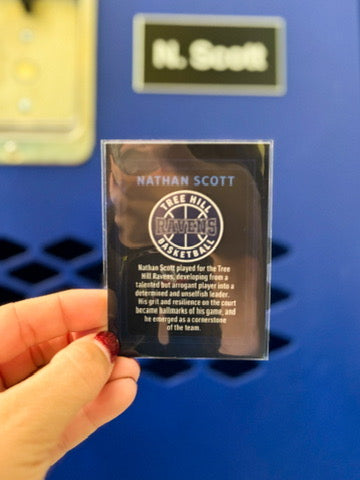 N. Scott
NATHAN SCOTT
TREE HILL
RAVENS
BASKETBALL
Nathan Scott played for the Tree
Hill Ravens, developing from a
talented but arrogant player into a
determined and unselfish leader.
His grit and resilience on the court
became hallmarks of his game, and
he emerged as a cornerstone
of the team.